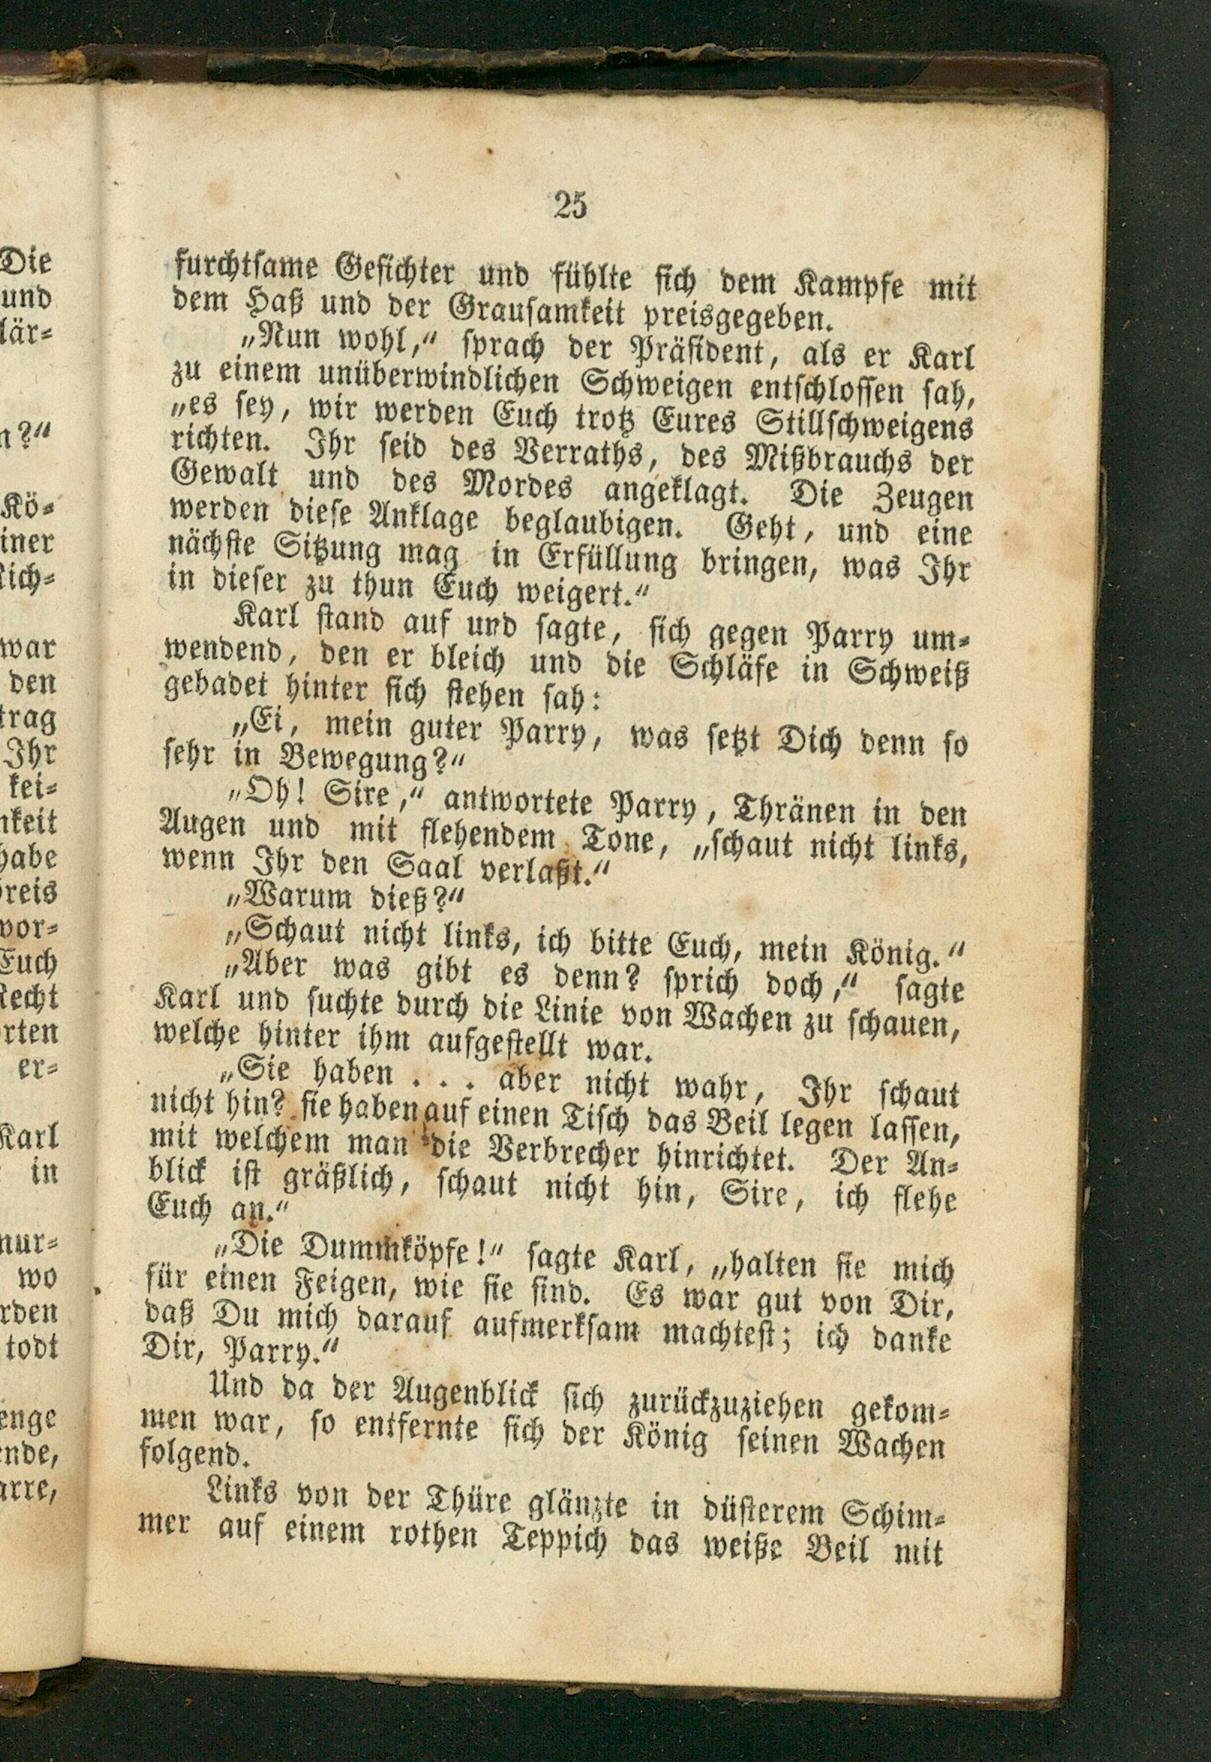 25
furchtsame Gesichter und fühlte sich dem Kampfe mit
dem Haß und der Grausamkeit preisgegeben.
„Nun wohl,“ sprach der Präsident, als er Karl
zu einem unüberwindlichen Schweigen entschlossen sah,
„es sey, wir werden Euch trotz Eures Stillschweigens
richten. Ihr seid des Verraths, des Mißbrauchs der
Gewalt und des Mordes angeklagt. Die Zeugen
werden diese Anklage beglaubigen. Geht, und eine
nächste Sitzung mag in Erfüllung bringen, was Ihr
in dieser zu thun Euch weigert.“
Karl stand auf und sagte, sich gegen Parry um-
wendend, den er bleich und die Schläfe in Schweiß
gebadet hinter sich stehen sah:
„Ei, mein guter Parry, was setzt Dich denn so
sehr in Bewegung?“
„Oh! Sire,“ antwortete Parry, Thränen in den
Augen und mit flehendem Tone, „schaut nicht links,
wenn Ihr den Saal verlaßt.“
„Warum dieß?“
„Schaut nicht links, ich bitte Euch, mein König.“
„Aber was gibt es denn? sprich doch,“ sagte
Karl und suchte durch die Linie von Wachen zu schauen,
welche hinter ihm aufgestellt war.
„Sie haben . . . aber nicht wahr, Ihr schaut
nicht hin? sie haben auf einen Tisch das Beil legen lassen,
mit welchem man die Verbrecher hinrichtet. Der An-
blick ist gräßlich, schaut nicht hin, Sire, ich flehe
Euch an.“
„Die Dummköpfe!“ sagte Karl, „halten sie mich
für einen Feigen, wie sie sind. Es war gut von Dir,
daß Du mich darauf aufmerksam machtest; ich danke
Dir, Parry.“
Und da der Augenblick sich zurückzuziehen gekom-
men war, so entfernte sich der König seinen Wachen
folgend.
Links von der Thüre glänzte in düsterem Schim-
mer auf einem rothen Teppich das weiße Beil mit